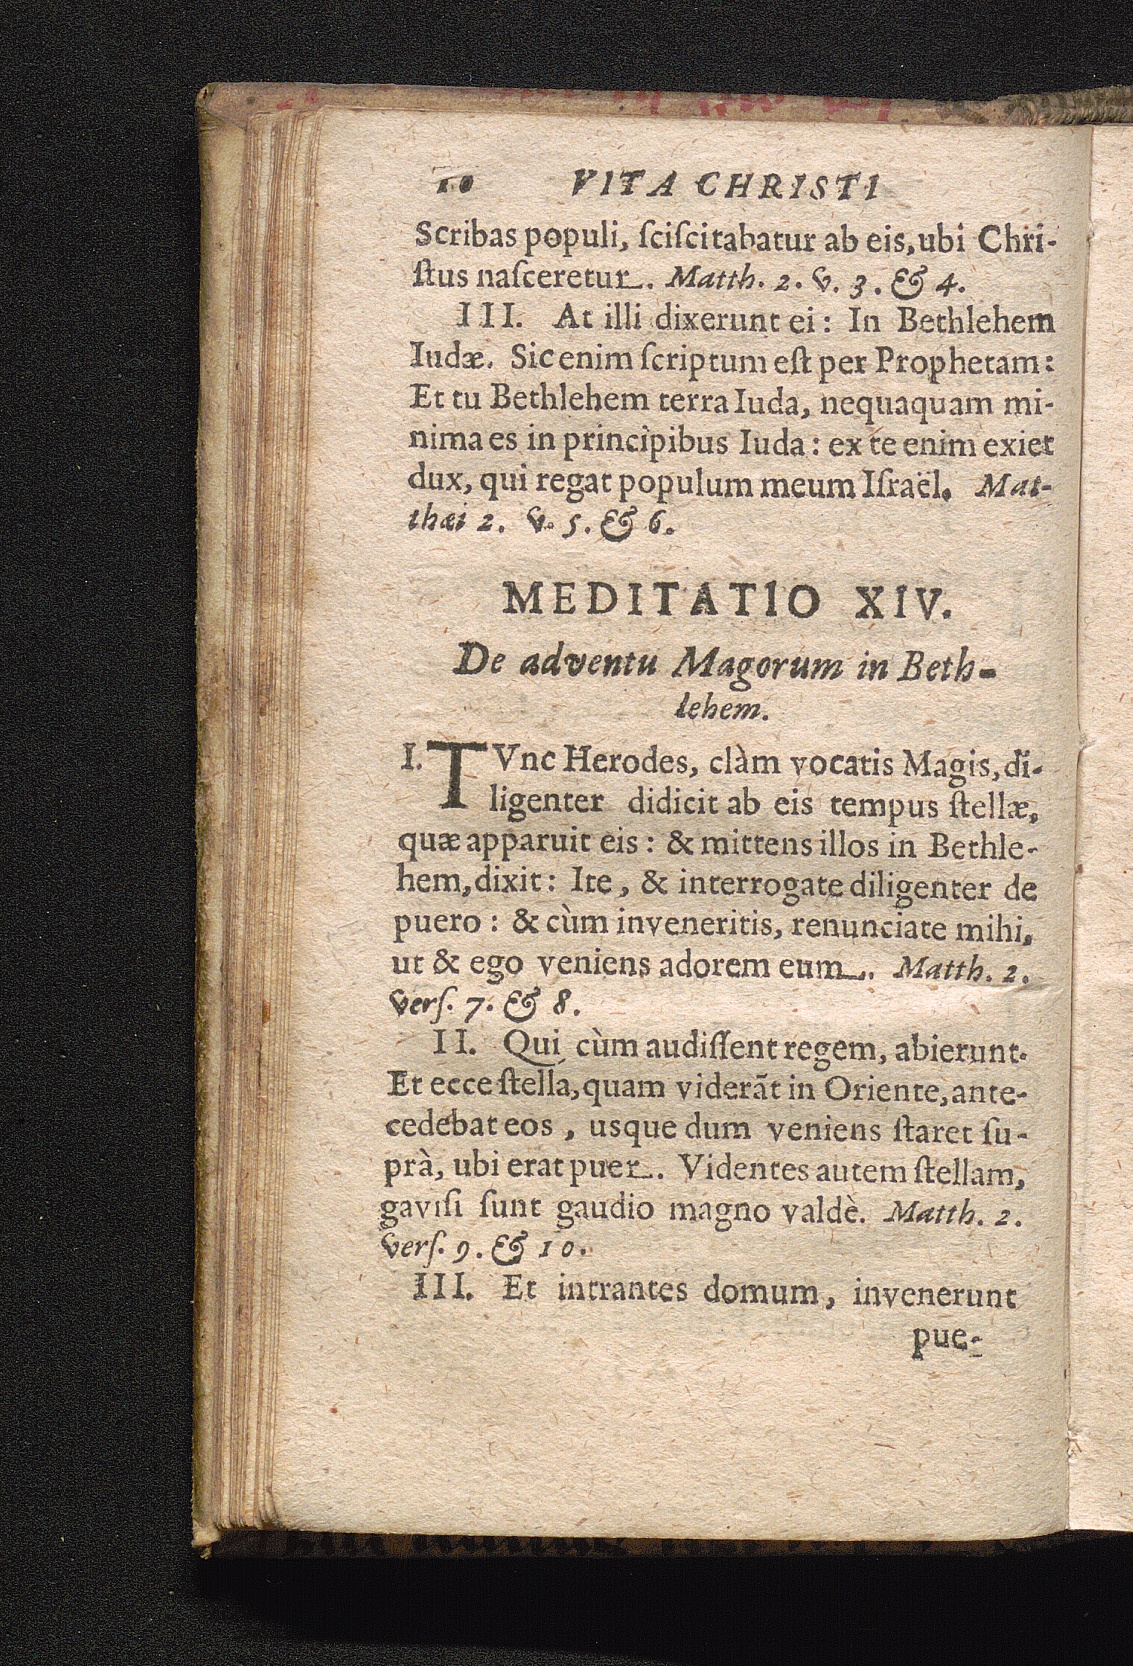 10 VITA CHRISTI
Scribas populi, ſciſcitabatur ab eis, ubi Chri-
ſtus naſceretur. Matth. 2. v. 3. & 4.
III. At illi dixerunt ei: In Bethlehem
Iudæ. Sic enim ſcriptum eſt per Prophetam:
Et tu Bethlehem terra Iuda, nequaquam mi-
nima es in principibus Iuda: ex te enim exiet
dux, qui regat populum meum Iſraël. Mat-
thæi 2. v. 5. & 6.
MEDITATIO XIV.
De adventu Magorum in Beth-
lehem.
I. TVnc Herodes, clàm vocatis Magis, di-
ligenter didicit ab eis tempus ſtellæ,
quæ apparuit eis: & mittens illos in Bethle-
hem, dixit: Ite, & interrogate diligenter de
puero: & cùm inveneritis, renunciate mihi,
ut & ego veniens adorem eum. Matth. 2.
verſ. 7. & 8.
II. Qui cùm audiſſent regem, abierunt.
Et ecce ſtella, quam viderãt in Oriente, ante-
cedebat eos, usque dum veniens ſtaret ſu-
prà, ubi erat puer. Videntes autem ſtellam,
gaviſi ſunt gaudio magno valdè. Matth. 2.
verſ. 9. & 10.
III. Et intrantes domum, invenerunt
pue-